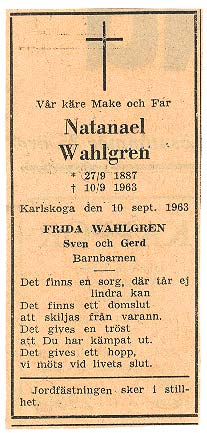 Vår käre Make och Far
Natanael
Wahlgren
* 27/9 1887
† 10/9 1963
Karlskoga den 10 sept. 1963
FRIDA WAHLGREN
Sven och Gerd
Barnbarnen
Det finns en sorg, där tår ej
lindra kan
Det finns ett domslut
att skiljas från varann.
Det gives en tröst
att Du har kämpat ut.
Det gives ett hopp,
vi möts vid livets slut.
Jordfästningen sker i still-
het.